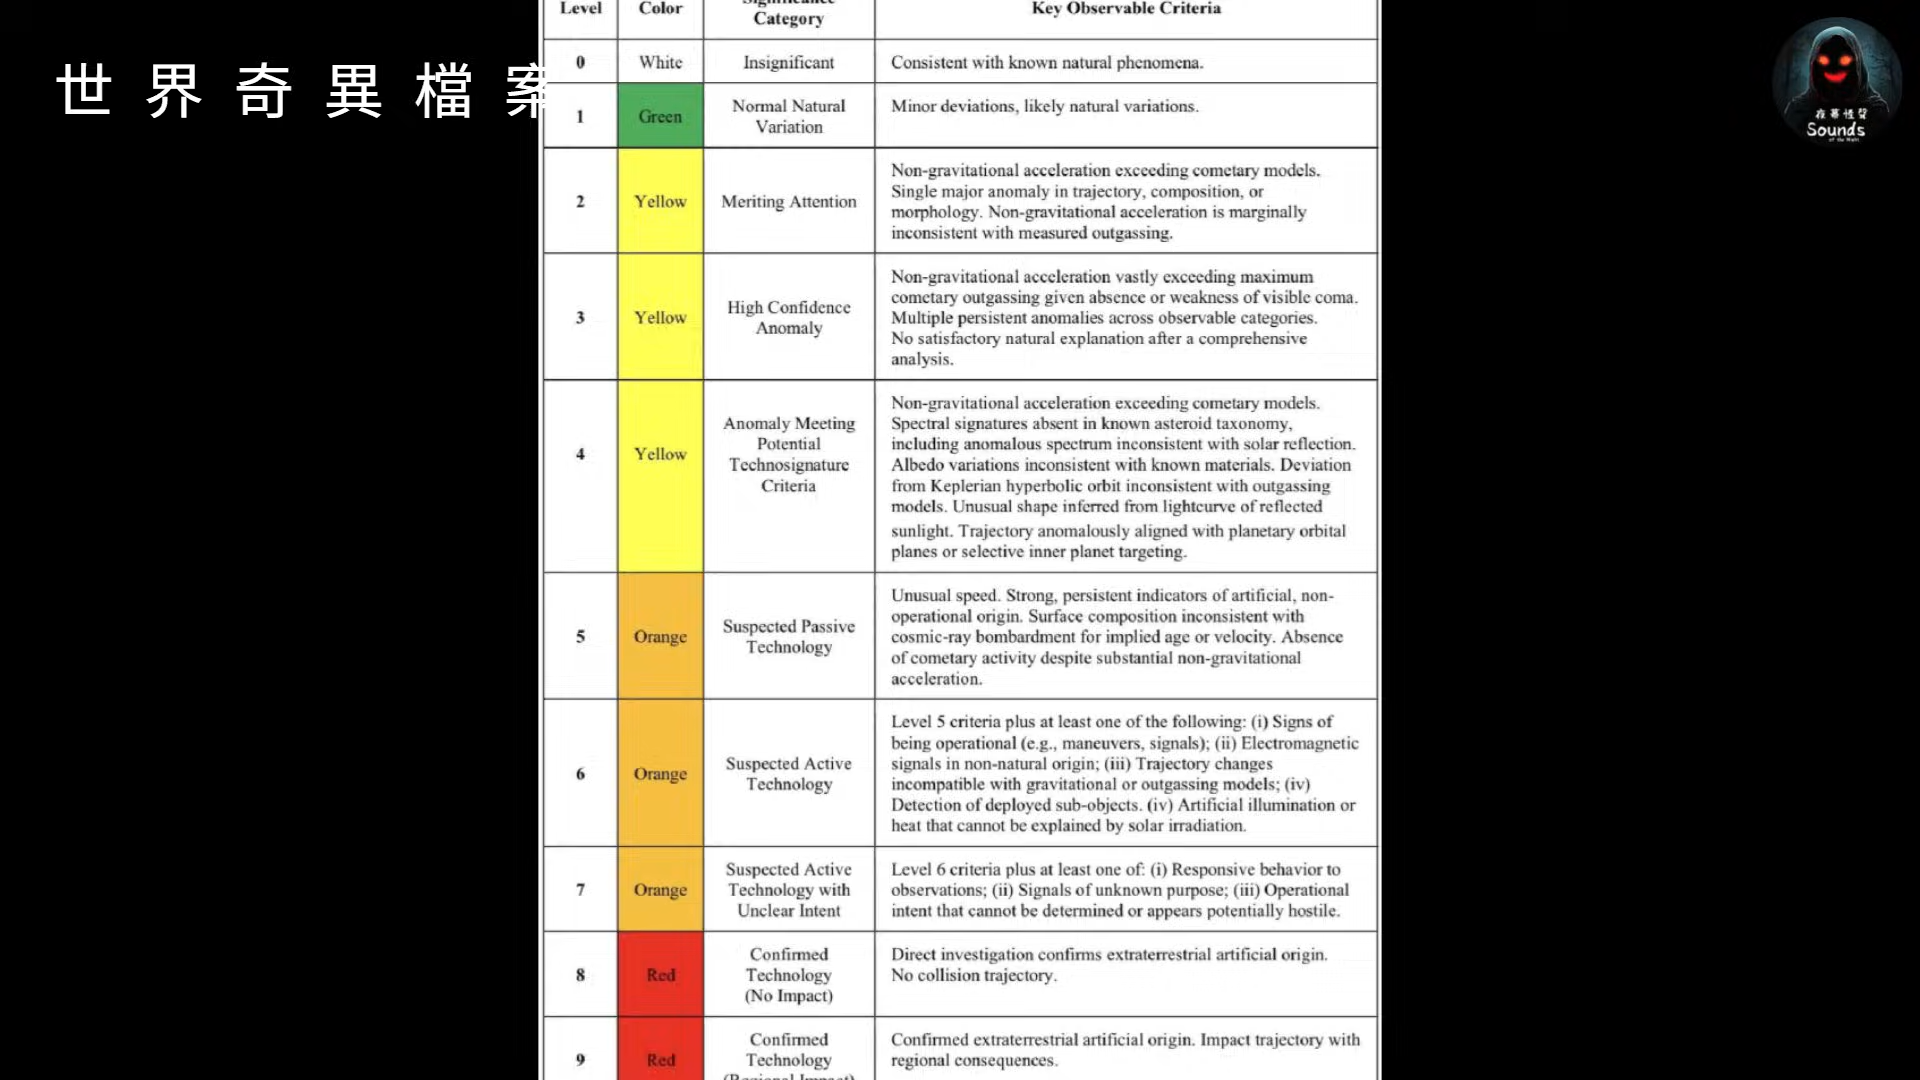 世界奇異檔案
夜幕怪聲
Sounds
of the Night
Level Color Significance Category Key Observable Criteria
0 White Insignificant Consistent with known natural phenomena.
1 Green Normal Natural Variation Minor deviations, likely natural variations.
2 Yellow Meriting Attention
Non-gravitational acceleration exceeding cometary models.
Single major anomaly in trajectory, composition, or
morphology. Non-gravitational acceleration is marginally
inconsistent with measured outgassing.
3 Yellow High Confidence Anomaly
Non-gravitational acceleration vastly exceeding maximum
cometary outgassing given absence or weakness of visible coma.
Multiple persistent anomalies across observable categories.
No satisfactory natural explanation after a comprehensive
analysis.
4 Yellow Anomaly Meeting Potential Technosignature Criteria
Non-gravitational acceleration exceeding cometary models.
Spectral signatures absent in known asteroid taxonomy,
including anomalous spectrum inconsistent with solar reflection.
Albedo variations inconsistent with known materials. Deviation
from Keplerian hyperbolic orbit inconsistent with outgassing
models. Unusual shape inferred from lightcurve of reflected
sunlight. Trajectory anomalously aligned with planetary orbital
planes or selective inner planet targeting.
5 Orange Suspected Passive Technology
Unusual speed. Strong, persistent indicators of artificial, non-
operational origin. Surface composition inconsistent with
cosmic-ray bombardment for implied age or velocity. Absence
of cometary activity despite substantial non-gravitational
acceleration.
6 Orange Suspected Active Technology
Level 5 criteria plus at least one of the following: (i) Signs of
being operational (e.g., maneuvers, signals); (ii) Electromagnetic
signals in non-natural origin; (iii) Trajectory changes
incompatible with gravitational or outgassing models; (iv)
Detection of deployed sub-objects. (iv) Artificial illumination or
heat that cannot be explained by solar irradiation.
7 Orange Suspected Active Technology with Unclear Intent
Level 6 criteria plus at least one of: (i) Responsive behavior to
observations; (ii) Signals of unknown purpose; (iii) Operational
intent that cannot be determined or appears potentially hostile.
8 Red Confirmed Technology (No Impact)
Direct investigation confirms extraterrestrial artificial origin.
No collision trajectory.
9 Red Confirmed Technology (Regional Impact)
Confirmed extraterrestrial artificial origin. Impact trajectory with
regional consequences.